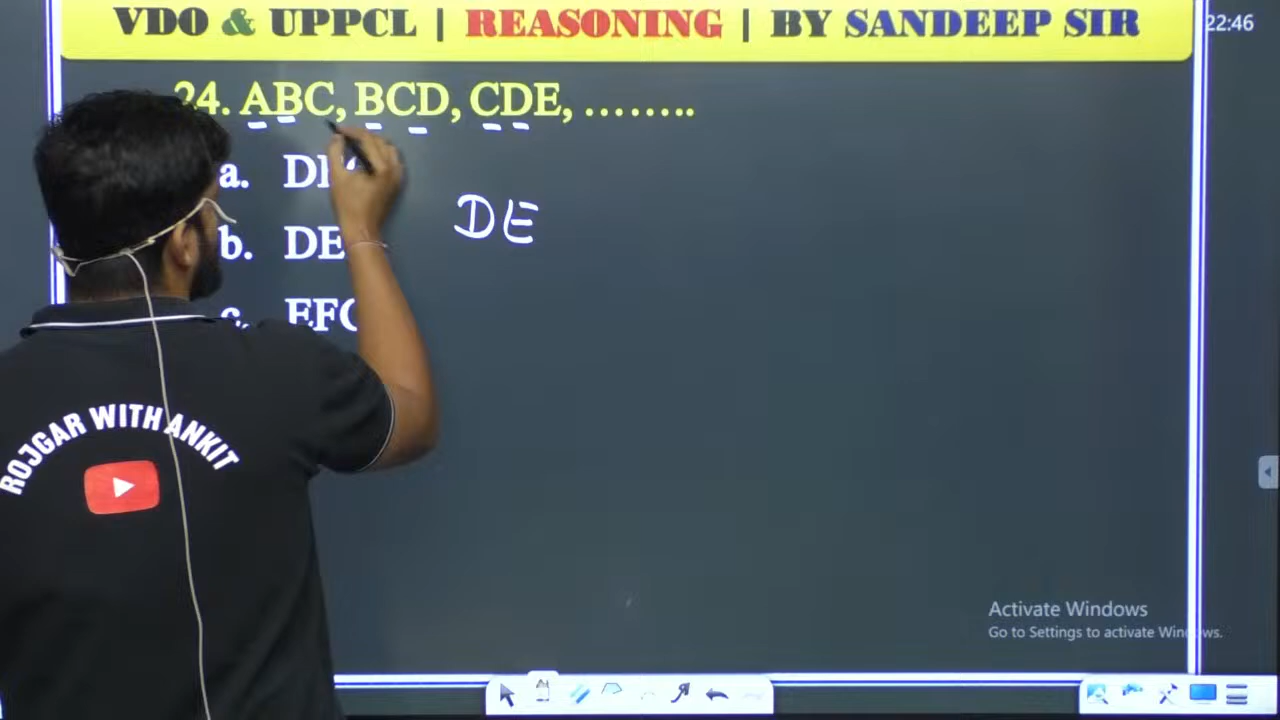 VDO & UPPCL | REASONING | BY SANDEEP SIR
22:46
24. ABC, BCD, CDE, ........
a.
b. DE
DE
c.
ROJGAR WITH ANKIT
Activate Windows
Go to Settings to activate Windows.